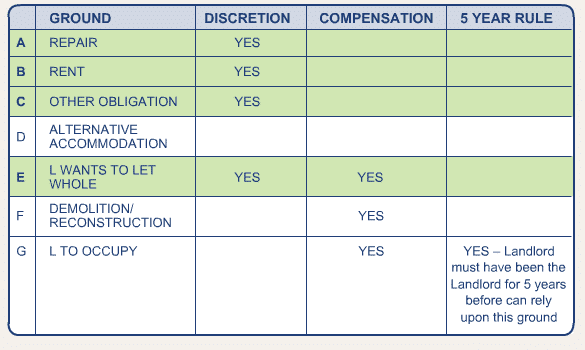 GROUND DISCRETION COMPENSATION 5 YEAR RULE
A REPAIR YES
B RENT YES
C OTHER OBLIGATION YES
D ALTERNATIVE
ACCOMMODATION
E L WANTS TO LET
WHOLE YES YES
F DEMOLITION/
RECONSTRUCTION YES
G L TO OCCUPY YES YES – Landlord
must have been the
Landlord for 5 years
before can rely
upon this ground